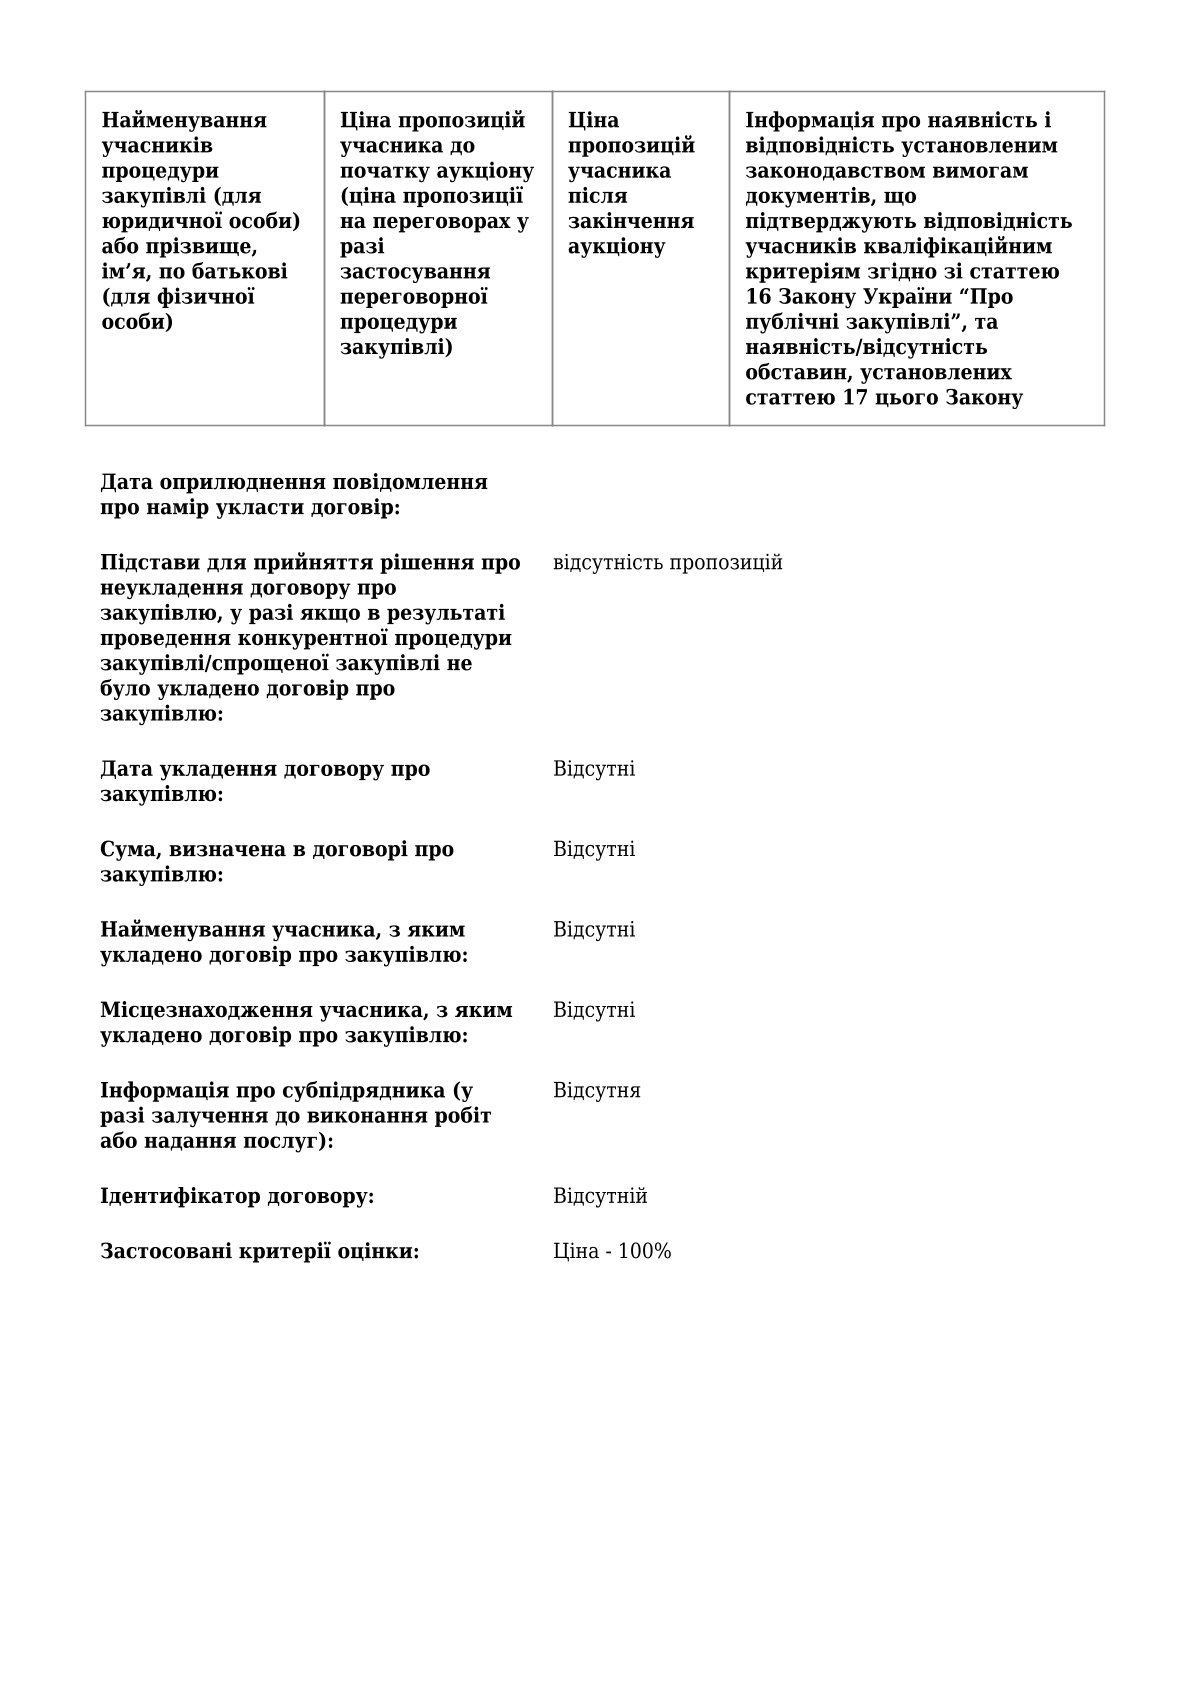 Найменування
учасників
процедури
закупівлі (для
юридичної особи)
або прізвище,
ім’я, по батькові
(для фізичної
особи)
Ціна пропозицій
учасника до
початку аукціону
(ціна пропозиції
на переговорах у
разі
застосування
переговорної
процедури
закупівлі)
Ціна
пропозицій
учасника
після
закінчення
аукціону
Інформація про наявність і
відповідність установленим
законодавством вимогам
документів, що
підтверджують відповідність
учасників кваліфікаційним
критеріям згідно зі статтею
16 Закону України “Про
публічні закупівлі”, та
наявність/відсутність
обставин, установлених
статтею 17 цього Закону
Дата оприлюднення повідомлення
про намір укласти договір:
Підстави для прийняття рішення про
неукладення договору про
закупівлю, у разі якщо в результаті
проведення конкурентної процедури
закупівлі/спрощеної закупівлі не
було укладено договір про
закупівлю:
відсутність пропозицій
Дата укладення договору про
закупівлю:
Відсутні
Сума, визначена в договорі про
закупівлю:
Відсутні
Найменування учасника, з яким
укладено договір про закупівлю:
Відсутні
Місцезнаходження учасника, з яким
укладено договір про закупівлю:
Відсутні
Інформація про субпідрядника (у
разі залучення до виконання робіт
або надання послуг):
Відсутня
Ідентифікатор договору:
Відсутній
Застосовані критерії оцінки:
Ціна - 100%